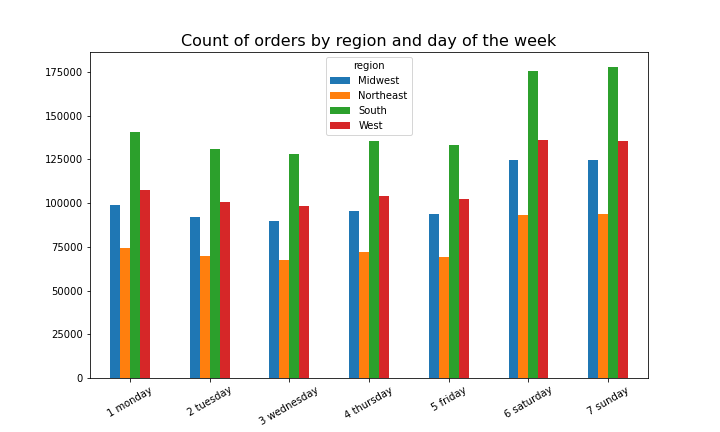 Count of orders by region and day of the week
region
Midwest
Northeast
South
West
175000
150000
125000
100000
75000
50000
25000
0
1 monday
2 tuesday
3 wednesday
4 thursday
5 friday
6 saturday
7 sunday